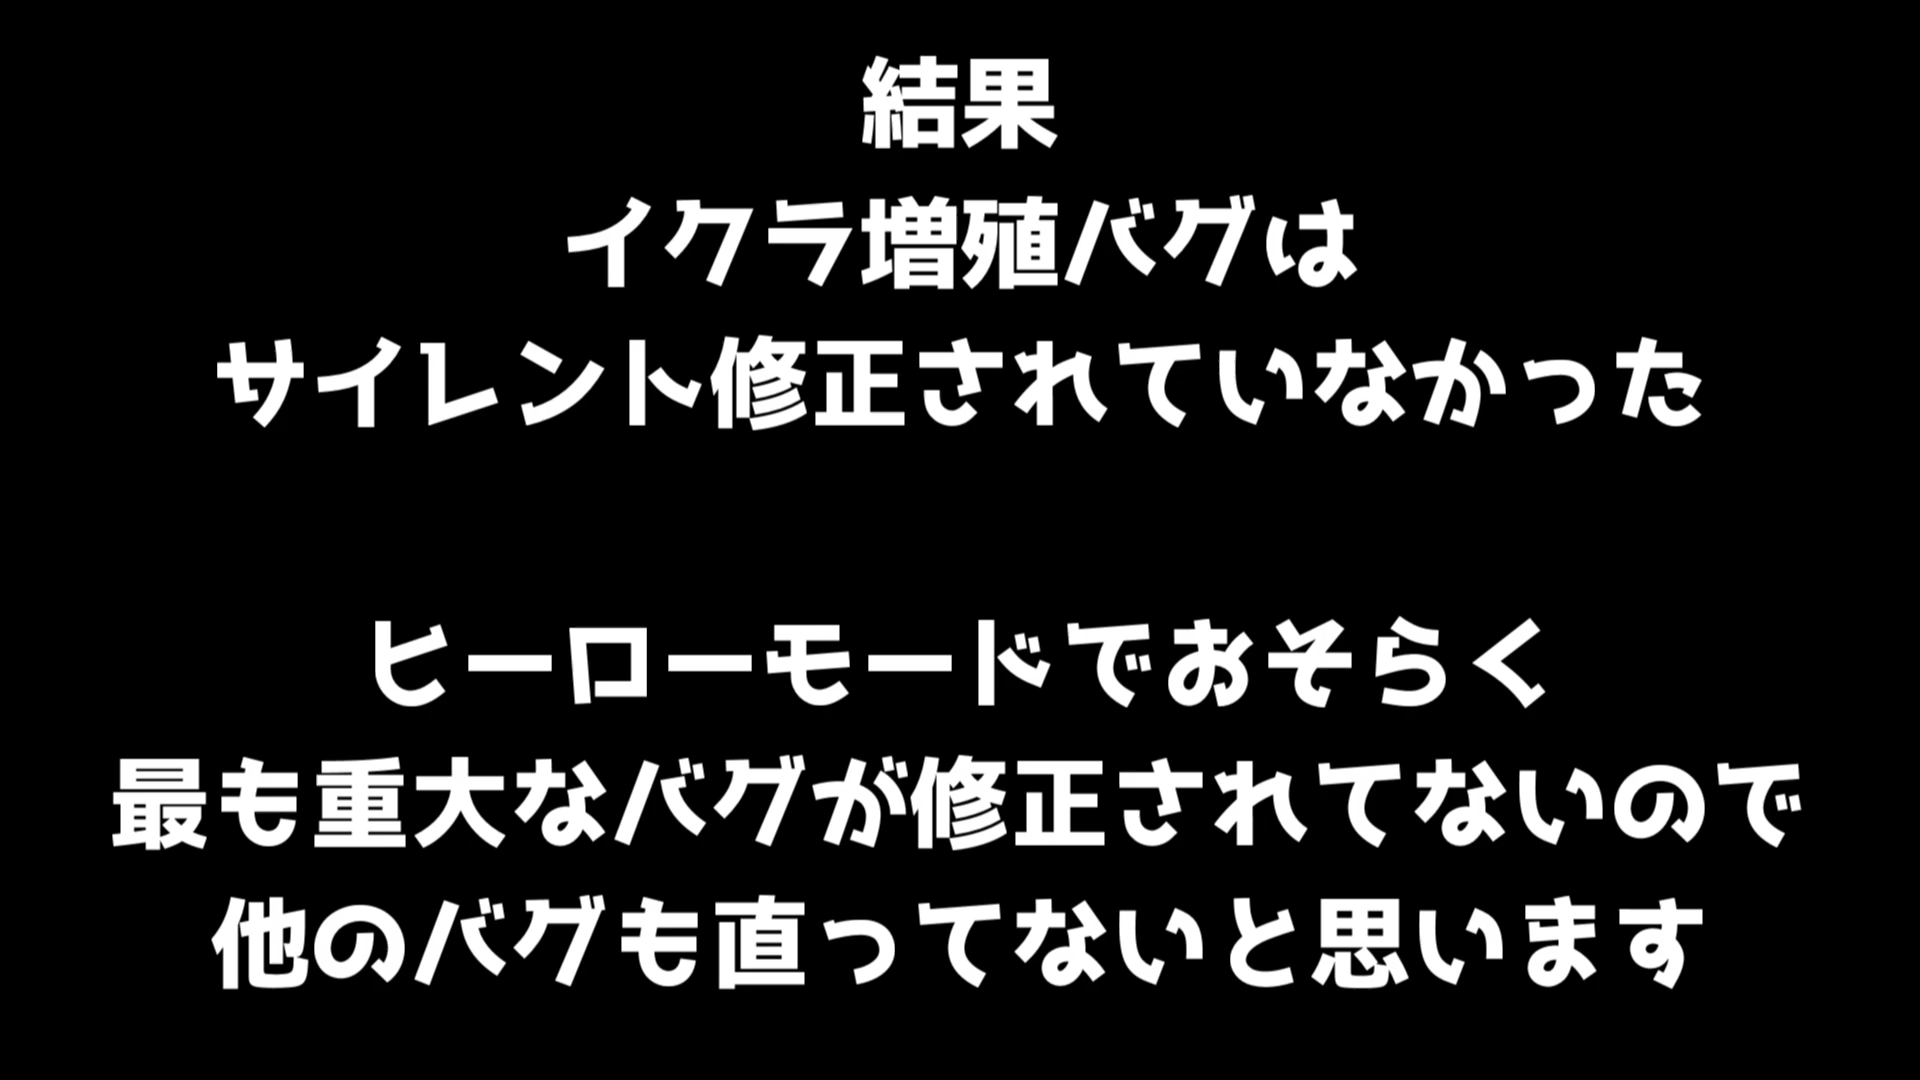 結果
イクラ増殖バグは
サイレント修正されていなかった
ヒーローモードでおそらく
最も重大なバグが修正されてないので
他のバグも直ってないと思います